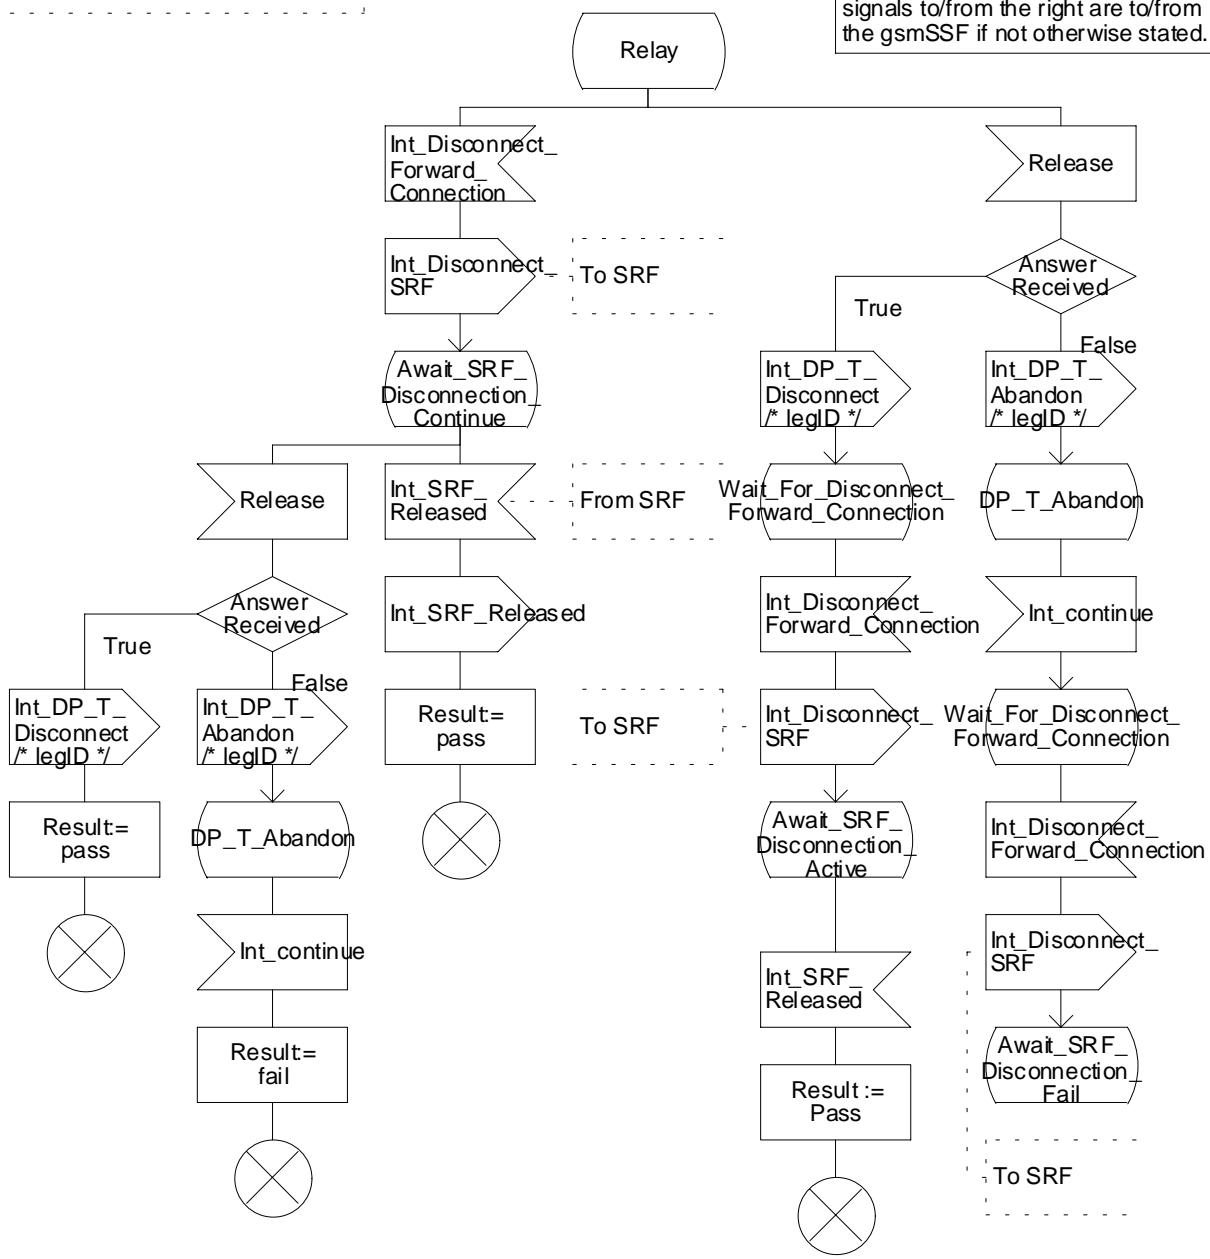 signals to/from the right are to/from
the gsmSSF if not otherwise stated.
Relay
Int_Disconnect_
Forward_
Connection
Release
Int_Disconnect_
SRF
To SRF
Answer
Received
True
False
Await_SRF_
Disconnection_
Continue
Int_DP_T_
Disconnect
/* legID */
Int_DP_T_
Abandon
/* legID */
Release
Int_SRF_
Released
From SRF
Wait_For_Disconnect_
Forward_Connection
DP_T_Abandon
Answer
Received
True
False
Int_SRF_Released
Int_Disconnect_
Forward_Connection
Int_continue
Int_DP_T_
Disconnect
/* legID */
Int_DP_T_
Abandon
/* legID */
Result:=
pass
To SRF
Int_Disconnect_
SRF
Wait_For_Disconnect_
Forward_Connection
Result:=
pass
DP_T_Abandon
Await_SRF_
Disconnection_
Active
Int_Disconnect_
Forward_Connection
Int_continue
Int_SRF_
Released
Int_Disconnect_
SRF
Result:=
fail
Result :=
Pass
Await_SRF_
Disconnection_
Fail
To SRF